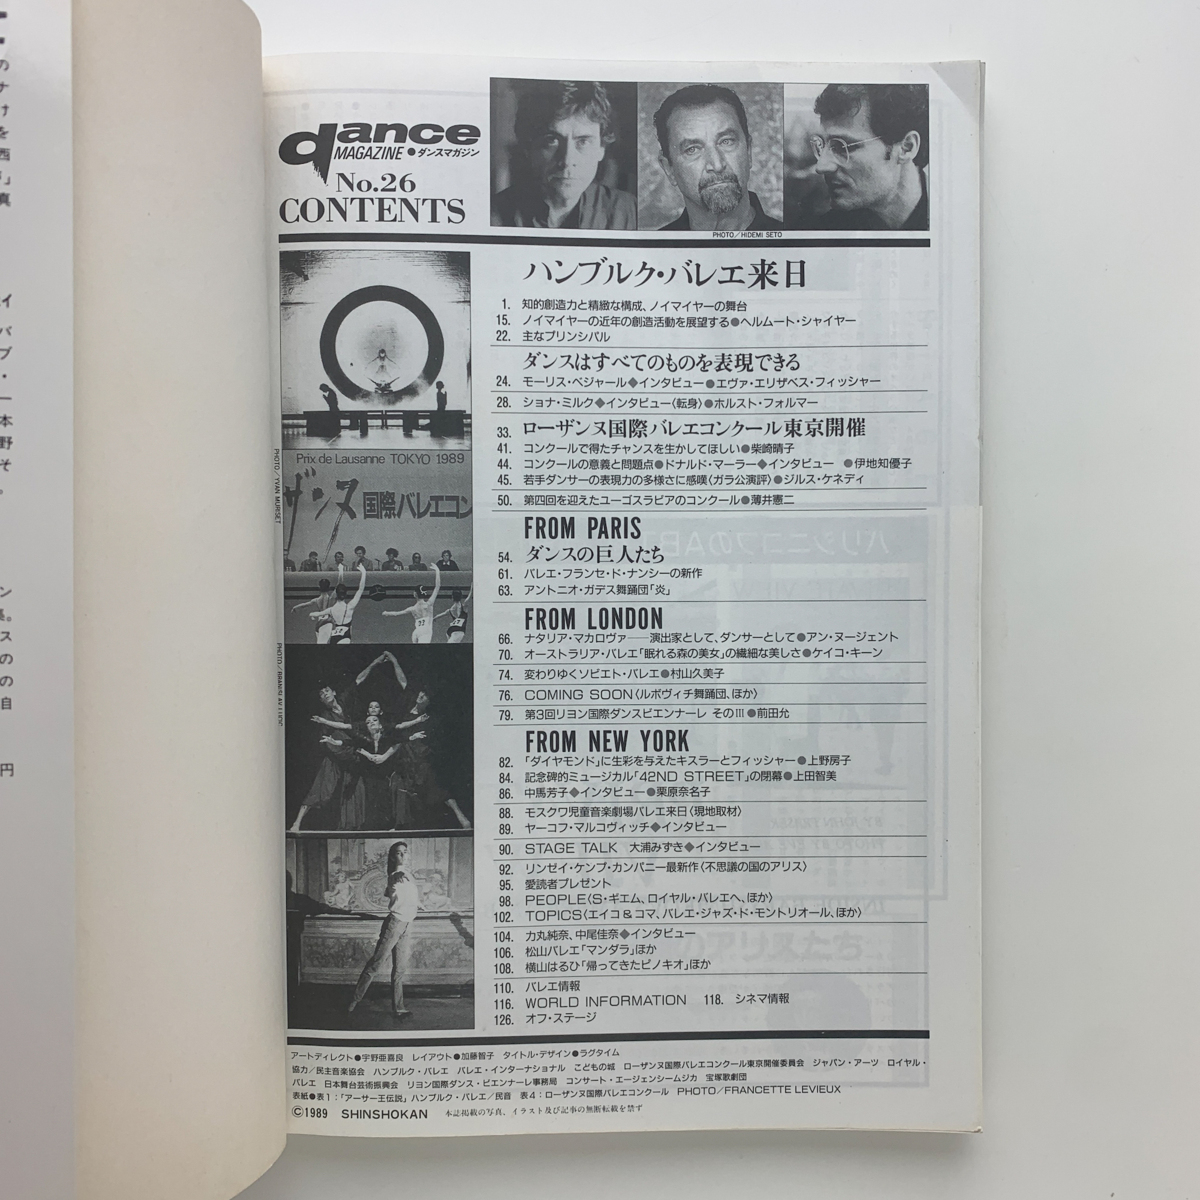 dance
MAGAZINE ●ダンスマガジン
No.26
CONTENTS
PHOTO／HIDEMI SETO
ハンブルク・バレエ来日
1. 知的創造力と精緻な構成、ノイマイヤーの舞台
15. ノイマイヤーの近年の創造活動を展望する●ヘルムート・シャイヤー
22. 主なプリンシパル
ダンスはすべてのものを表現できる
24. モーリス・ベジャール◆インタビュー●エヴァ・エリザベス・フィッシャー
28. ショナ・ミルク◆インタビュー〈転身〉●ホルスト・フォルマー
33. ローザンヌ国際バレエコンクール東京開催
41. コンクールで得たチャンスを生かしてほしい●柴崎晴子
44. コンクールの意義と問題点●ドナルド・マーラー◆インタビュー ●伊地知優子
45. 若手ダンサーの表現力の多様さに感嘆〈ガラ公演評〉●ジルス・ケネディ
50. 第四回を迎えたユーゴスラビアのコンクール●薄井憲二
FROM PARIS
54. ダンスの巨人たち
61. バレエ・フランセ・ド・ナンシーの新作
63. アントニオ・ガデス舞踊団「炎」
FROM LONDON
66. ナタリア・マカロヴァ──演出家として、ダンサーとして●アン・ヌージェント
70. オーストラリア・バレエ「眠れる森の美女」の繊細な美しさ●ケイコ・キーン
74. 変わりゆくソビエト・バレエ●村山久美子
76. COMING SOON〈ルボヴィチ舞踊団、ほか〉
79. 第3回リヨン国際ダンスビエンナーレ そのIII●前田允
FROM NEW YORK
82. 「ダイヤモンド」に生彩を与えたキスラーとフィッシャー●上野房子
84. 記念碑的ミュージカル「42ND STREET」の閉幕●上田智美
86. 中馬芳子◆インタビュー●栗原奈名子
88. モスクワ児童音楽劇場バレエ来日〈現地取材〉
89. ヤーコフ・マルコヴィッチ◆インタビュー
90. STAGE TALK 大浦みずき◆インタビュー
92. リンゼイ・ケンプ・カンパニー最新作〈不思議の国のアリス〉
95. 愛読者プレゼント
98. PEOPLE〈S・ギエム、ロイヤル・バレエへ、ほか〉
102. TOPICS〈エイコ＆コマ、バレエ・ジャズ・ド・モントリオール、ほか〉
104. 力丸純奈、中尾佳奈◆インタビュー
106. 松山バレエ「マンダラ」ほか
108. 横山はるひ「帰ってきたピノキオ」ほか
110. バレエ情報
116. WORLD INFORMATION 118. シネマ情報
126. オフ・ステージ
Prix de Lausanne TOKYO 1989
ザンヌ国際バレエコン
PHOTO／YVAN MURSET
アートディレクト●宇野亜喜良 レイアウト●加藤智子 タイトル・デザイン●ラグタイム
協力／民主音楽協会 ハンブルク・バレエ バレエ・インターナショナル こどもの城 ローザンヌ国際バレエコンクール東京開催委員会 ジャパン・アーツ ロイヤル・
バレエ 日本舞台芸術振興会 リヨン国際ダンス・ビエンナーレ事務局 コンサート・エージェンシームジカ 宝塚歌劇団
表紙●表1：「アーサー王伝説」ハンブルク・バレエ／民音 表4：ローザンヌ国際バレエコンクール PHOTO／FRANCETTE LEVIEUX
©1989 SHINSHOKAN 本誌掲載の写真、イラスト及び記事の無断転載を禁ず